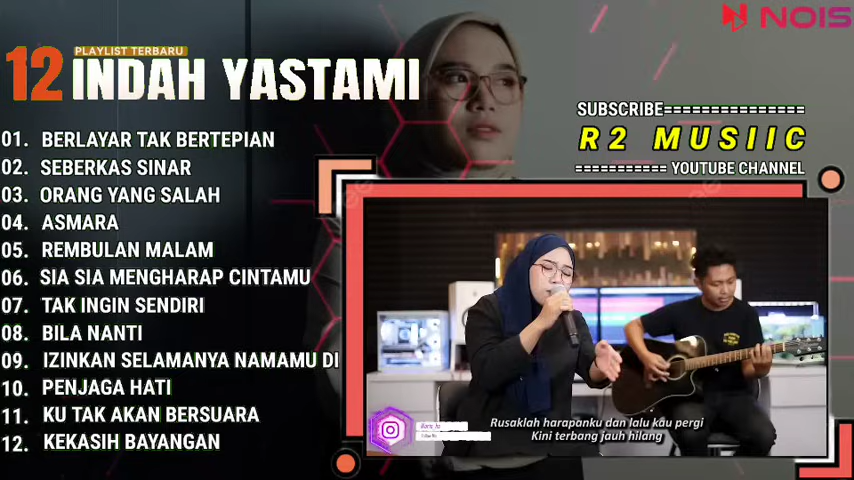 NOIS
PLAYLIST TERBARU
12 INDAH YASTAMI
SUBSCRIBE===============
R2 MUSIIC
=========== YOUTUBE CHANNEL
01. BERLAYAR TAK BERTEPIAN
02. SEBERKAS SINAR
03. ORANG YANG SALAH
04. ASMARA
05. REMBULAN MALAM
06. SIA SIA MENGHARAP CINTAMU
07. TAK INGIN SENDIRI
08. BILA NANTI
09. IZINKAN SELAMANYA NAMAMU DI
10. PENJAGA HATI
11. KU TAK AKAN BERSUARA
12. KEKASIH BAYANGAN
Rusaklah harapanku dan lalu kau pergi
Kini terbang jauh hilang